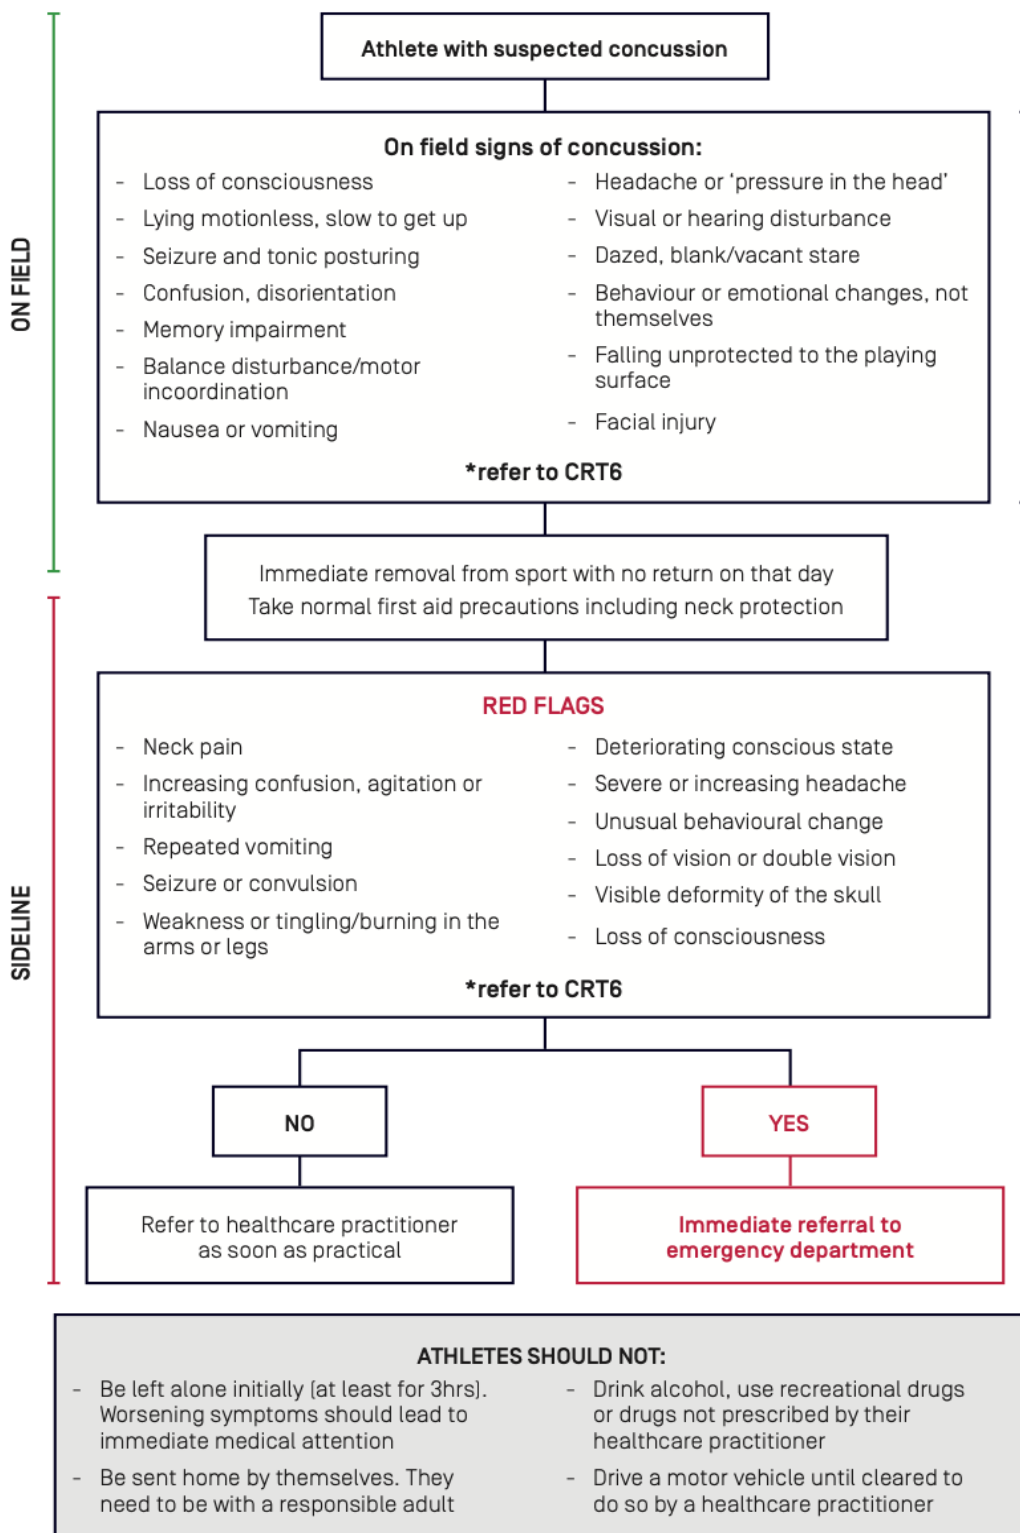 Athlete with suspected concussion
ON FIELD
On field signs of concussion:
- Loss of consciousness
- Lying motionless, slow to get up
- Seizure and tonic posturing
- Confusion, disorientation
- Memory impairment
- Balance disturbance/motor
incoordination
- Nausea or vomiting
- Headache or ‘pressure in the head’
- Visual or hearing disturbance
- Dazed, blank/vacant stare
- Behaviour or emotional changes, not
themselves
- Falling unprotected to the playing
surface
- Facial injury
*refer to CRT6
Immediate removal from sport with no return on that day
Take normal first aid precautions including neck protection
SIDELINE
RED FLAGS
- Neck pain
- Increasing confusion, agitation or
irritability
- Repeated vomiting
- Seizure or convulsion
- Weakness or tingling/burning in the
arms or legs
- Deteriorating conscious state
- Severe or increasing headache
- Unusual behavioural change
- Loss of vision or double vision
- Visible deformity of the skull
- Loss of consciousness
*refer to CRT6
NO
YES
Refer to healthcare practitioner
as soon as practical
Immediate referral to
emergency department
ATHLETES SHOULD NOT:
- Be left alone initially (at least for 3hrs).
Worsening symptoms should lead to
immediate medical attention
- Be sent home by themselves. They
need to be with a responsible adult
- Drink alcohol, use recreational drugs
or drugs not prescribed by their
healthcare practitioner
- Drive a motor vehicle until cleared to
do so by a healthcare practitioner